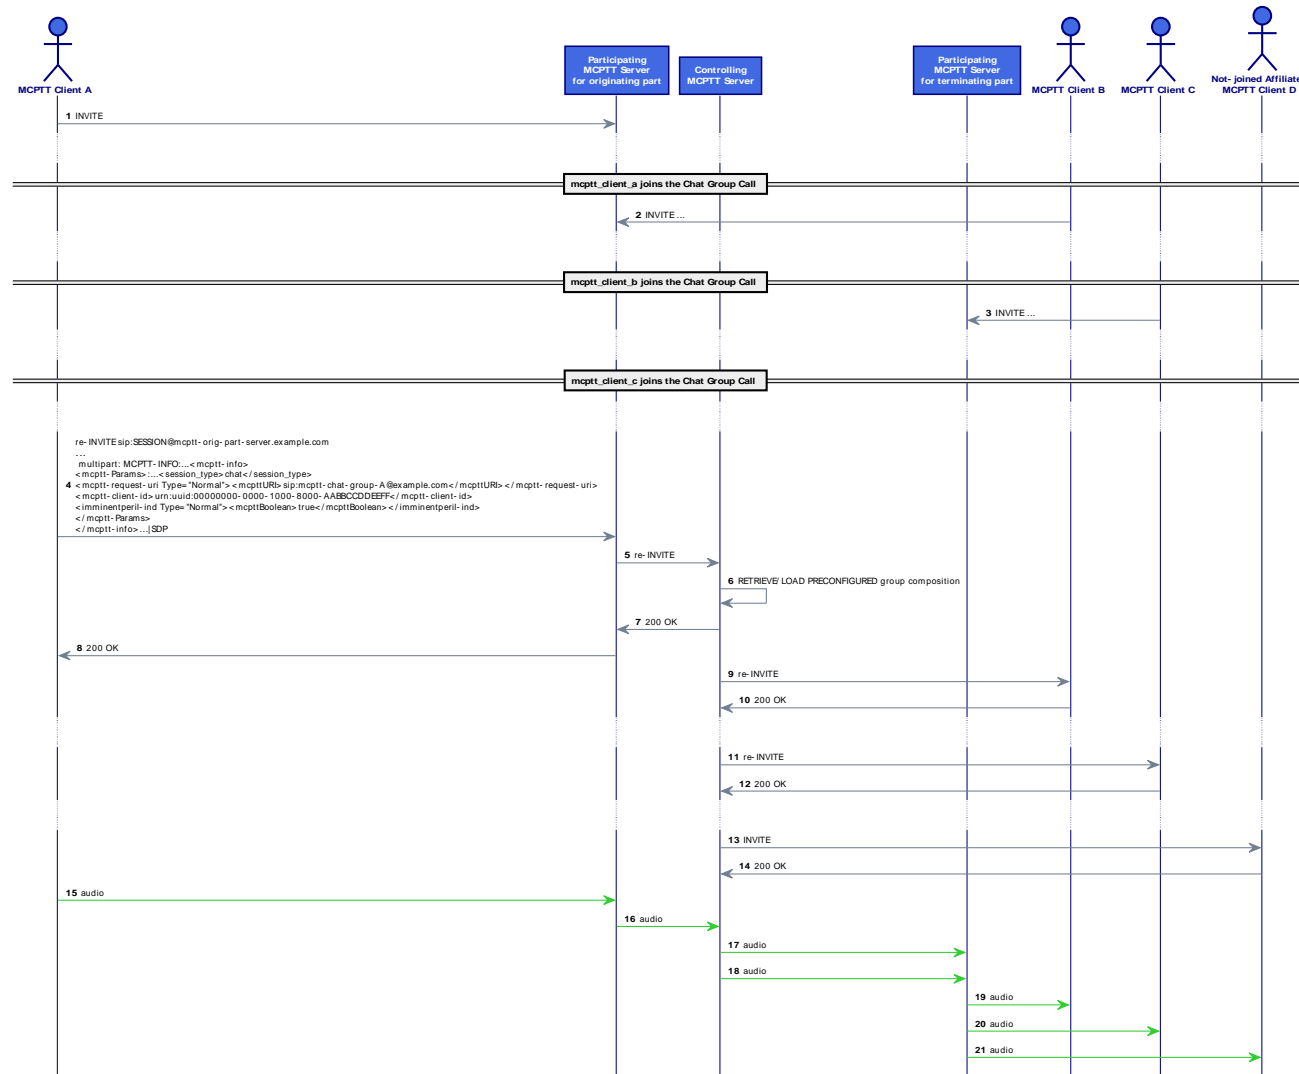 MCPTT Client A
Participating
MCPTT Server
for originating part
Controlling
MCPTT Server
Participating
MCPTT Server
for terminating part
MCPTT Client B
MCPTT Client C
Not-joined Affiliate
MCPTT Client D
1 INVITE
mcptt_client_a joins the Chat Group Call
2 INVITE ...
mcptt_client_b joins the Chat Group Call
3 INVITE ...
mcptt_client_c joins the Chat Group Call
re-INVITE sip:SESSION@mcptt-orig-part-server.example.com
...
multipart: MCPTT-INFO:...<mcptt-info>
<mcptt-Params>:...<session_type>chat</session_type>
4 <mcptt-request-uri Type="Normal"><mcpttURI>sip:mcptt-chat-group-A@example.com</mcpttURI></mcptt-request-uri>
<mcptt-client-id>urn:uuid:00000000-0000-1000-8000-AABBCCDDEEFF</mcptt-client-id>
<imminentperil-ind Type="Normal"><mcpttBoolean>true</mcpttBoolean></imminentperil-ind>
</mcptt-Params>
</mcptt-info>...|SDP
5 re-INVITE
6 RETRIEVE/LOAD PRECONFIGURED group composition
7 200 OK
8 200 OK
9 re-INVITE
10 200 OK
11 re-INVITE
12 200 OK
13 INVITE
14 200 OK
15 audio
16 audio
17 audio
18 audio
19 audio
20 audio
21 audio